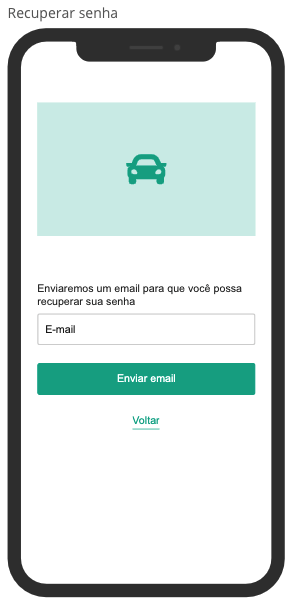 Recuperar senha
Enviaremos um email para que você possa
recuperar sua senha
E-mail
Enviar email
Voltar